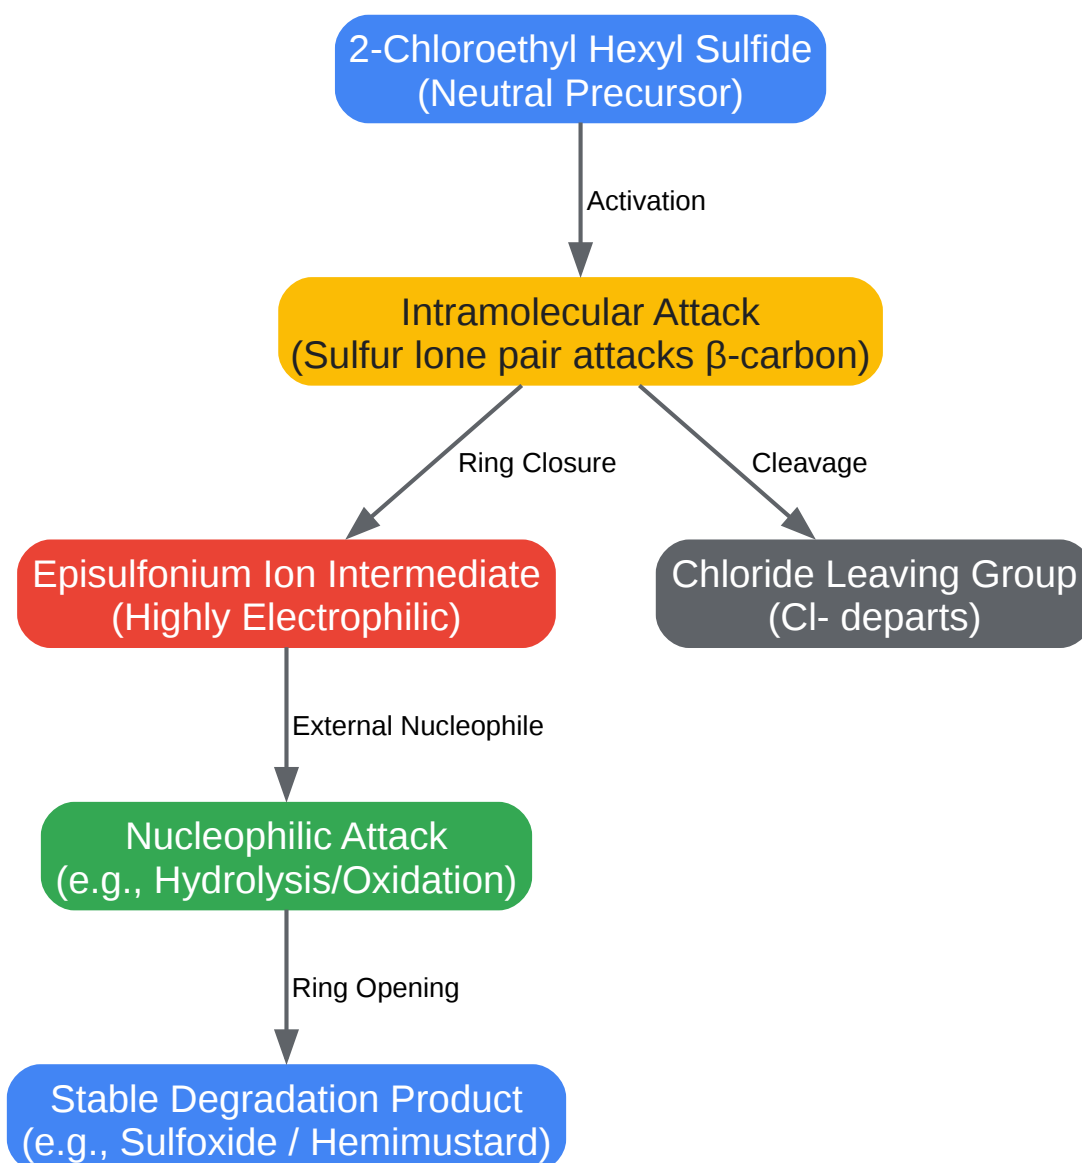 2-Chloroethyl Hexyl Sulfide
(Neutral Precursor)
Activation
Intramolecular Attack
(Sulfur lone pair attacks β-carbon)
Ring Closure
Cleavage
Episulfonium Ion Intermediate
(Highly Electrophilic)
Chloride Leaving Group
(Cl- departs)
External Nucleophile
Nucleophilic Attack
(e.g., Hydrolysis/Oxidation)
Ring Opening
Stable Degradation Product
(e.g., Sulfoxide / Hemimustard)